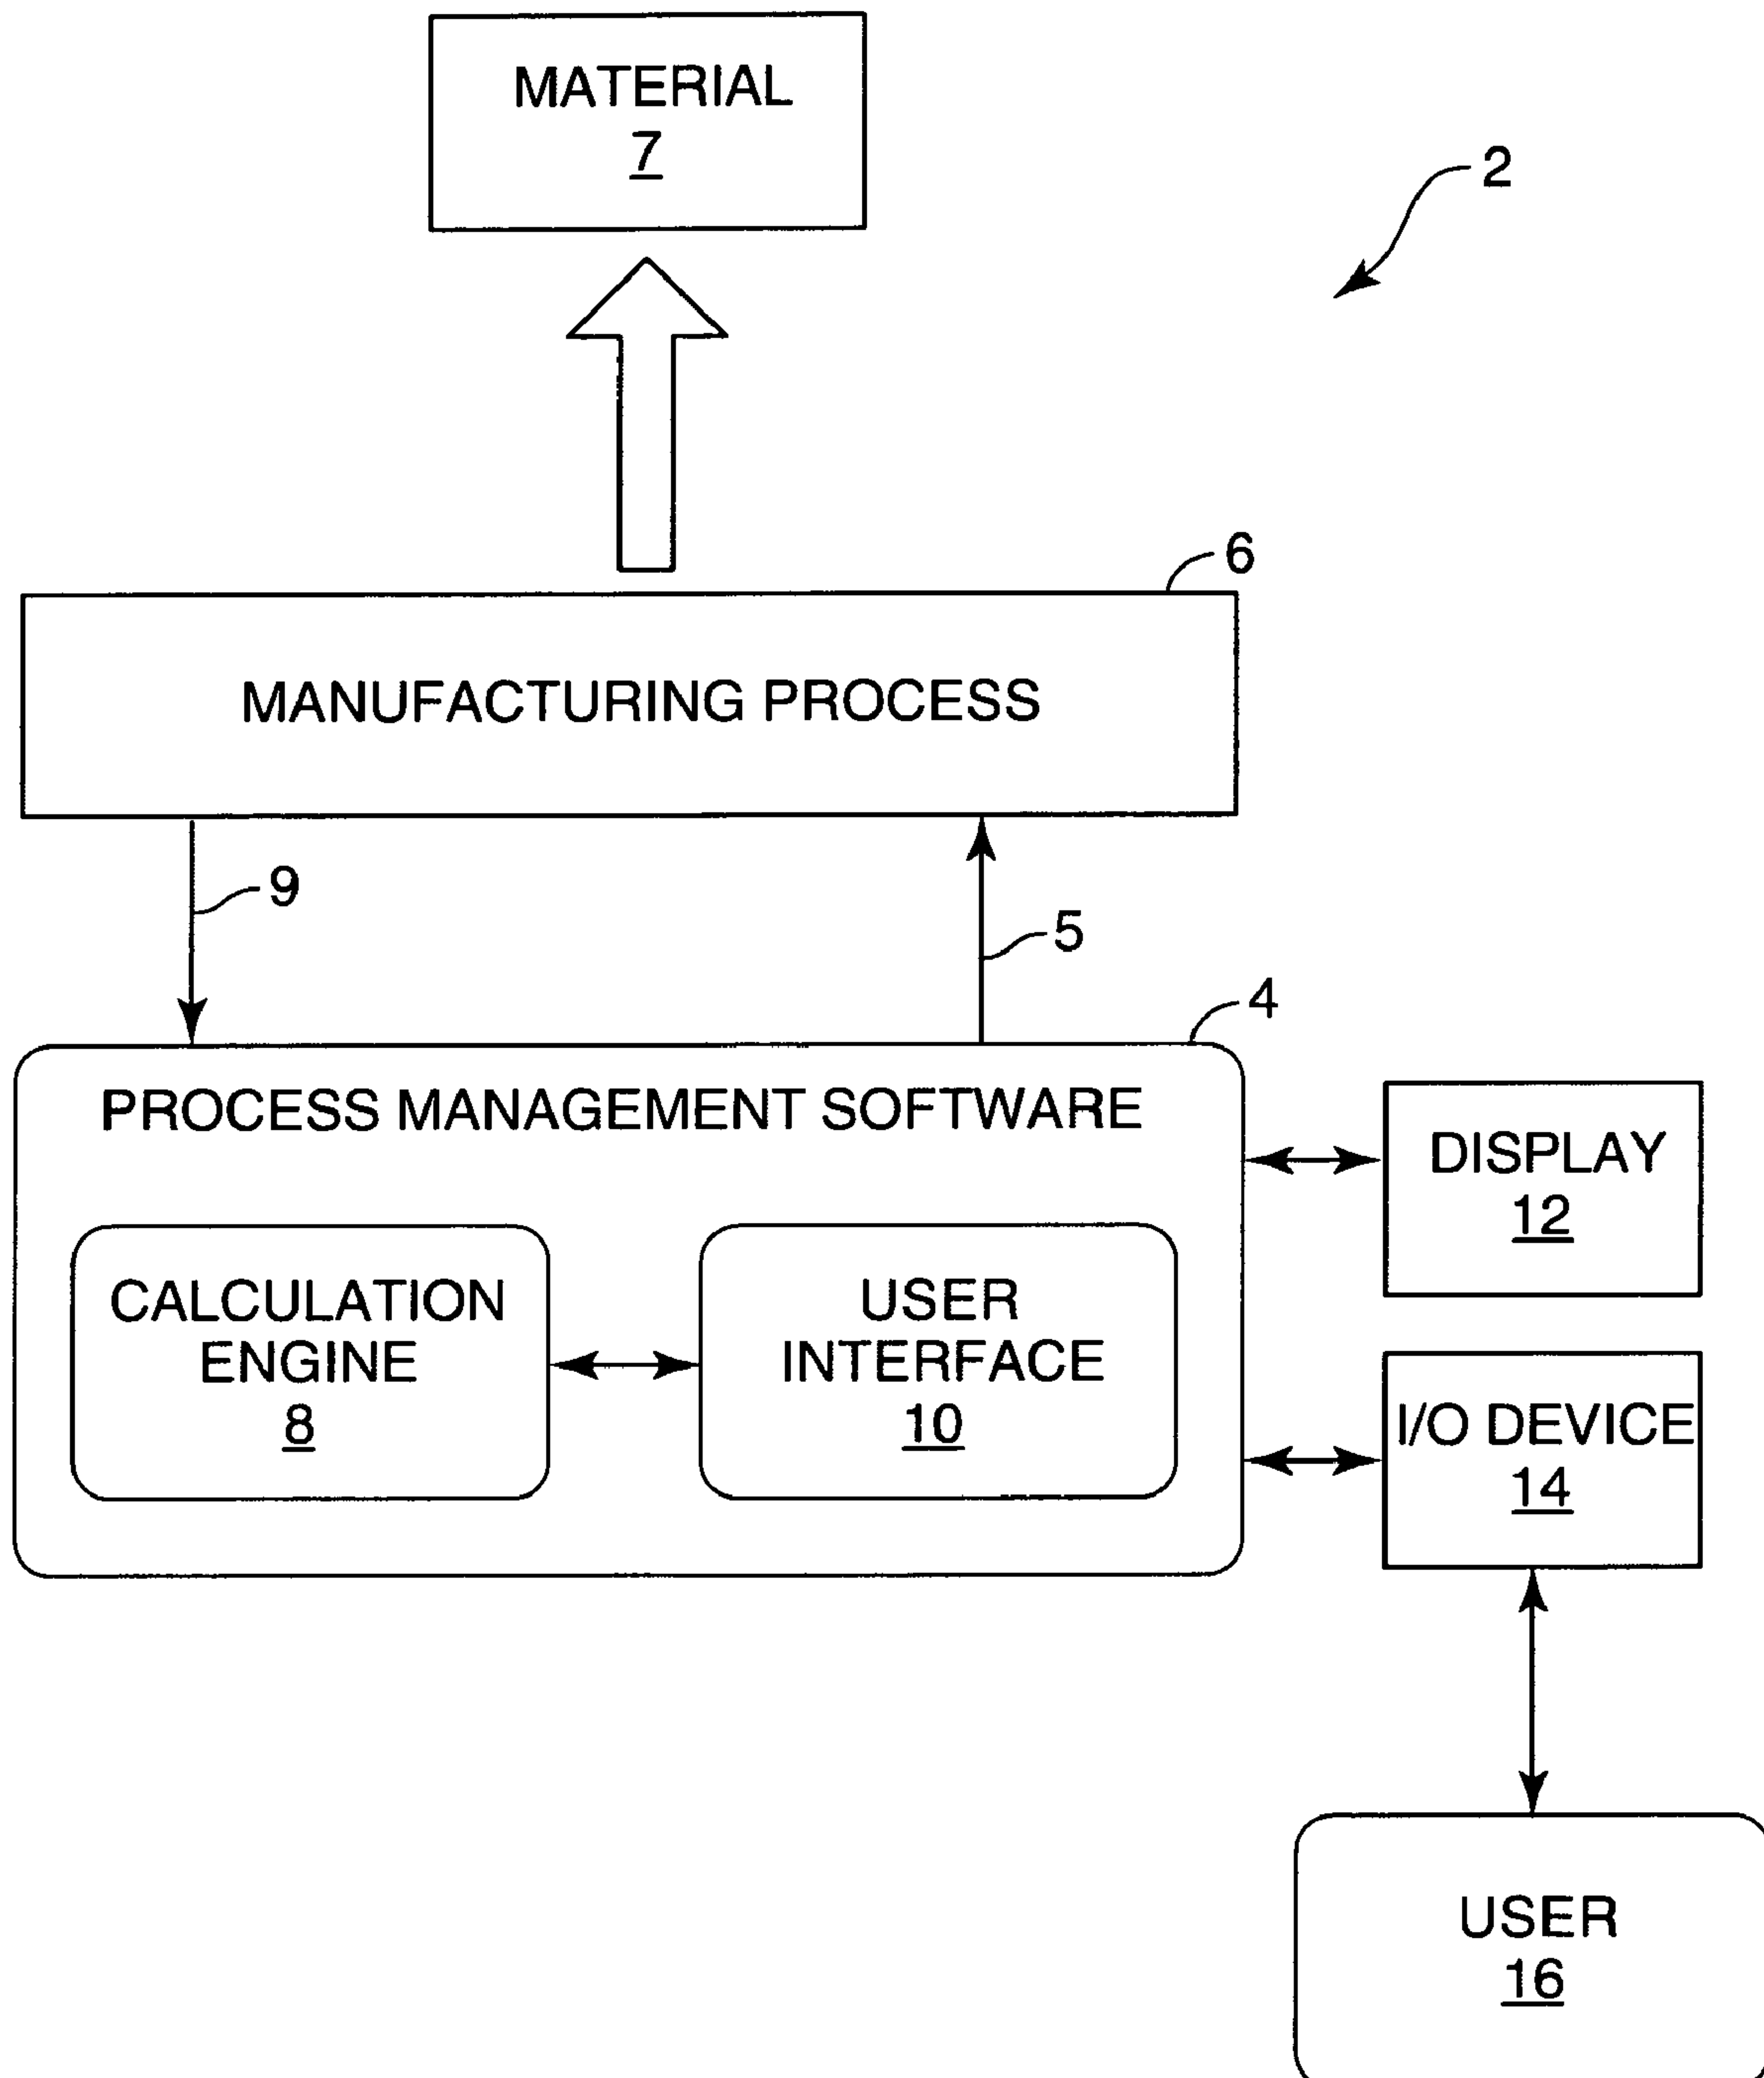 MATERIAL
7
2
6
MANUFACTURING PROCESS
9
5
4
PROCESS MANAGEMENT SOFTWARE
DISPLAY
12
CALCULATION
ENGINE
8
USER
INTERFACE
10
I/O DEVICE
14
USER
16